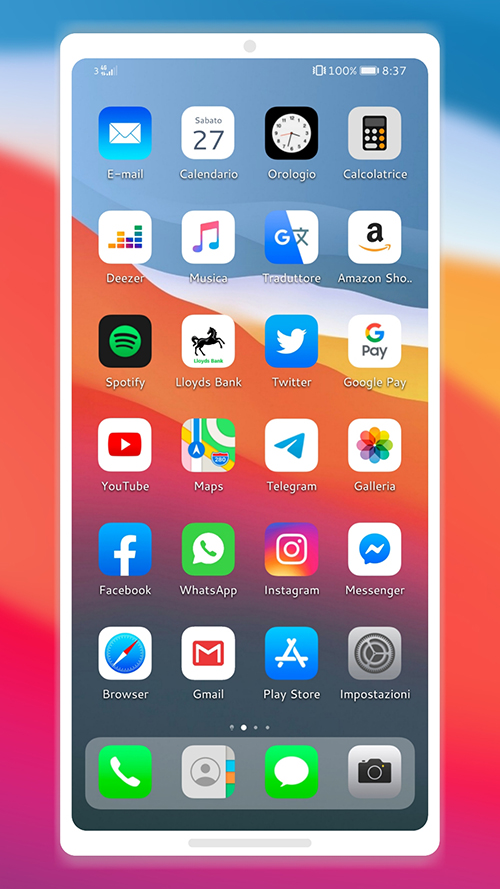 3 4G 100% 8:37
Sabato
27
E-mail Calendario Orologio Calcolatrice
G
Deezer Musica Traduttore Amazon Sho..
a
Lloyds Bank
G Pay
Spotify Lloyds Bank Twitter Google Pay
280
YouTube Maps Telegram Galleria
f
Facebook WhatsApp Instagram Messenger
Browser Gmail Play Store Impostazioni